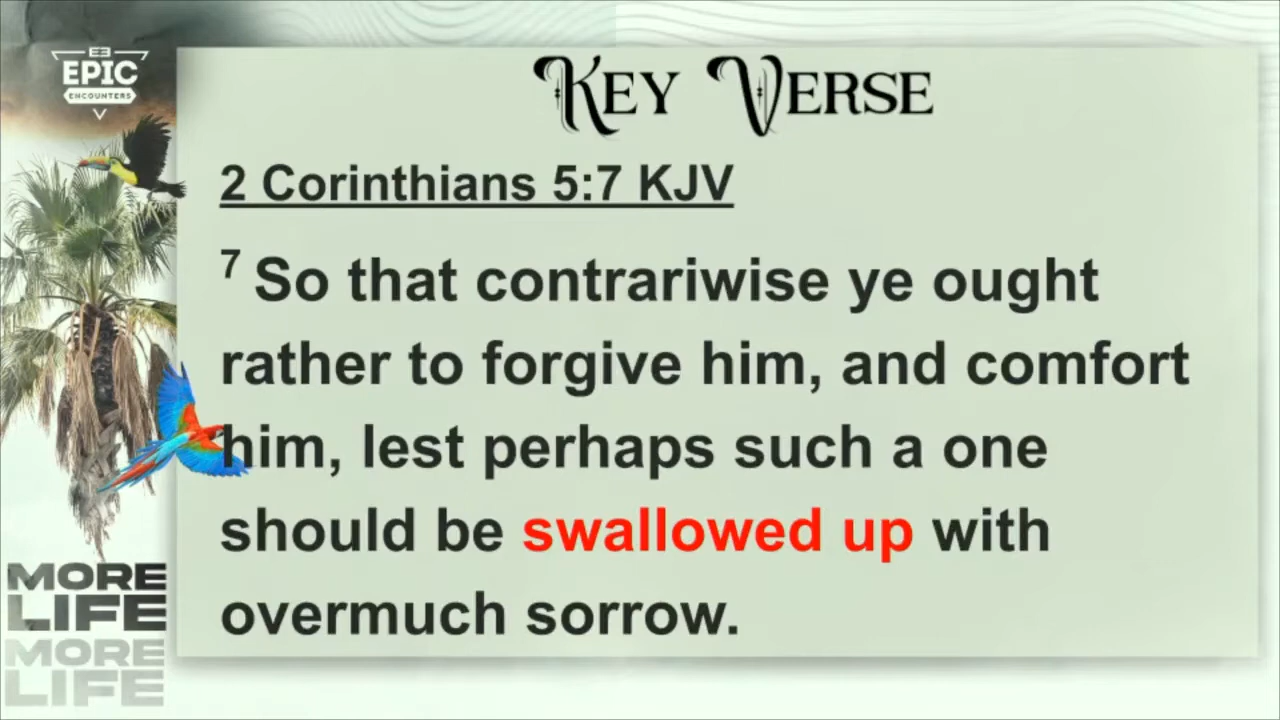 EPIC
ENCOUNTERS
KEY VERSE
2 Corinthians 5:7 KJV
7 So that contrariwise ye ought
rather to forgive him, and comfort
him, lest perhaps such a one
should be swallowed up with
overmuch sorrow.
MORE
LIFE
MORE
LIFE